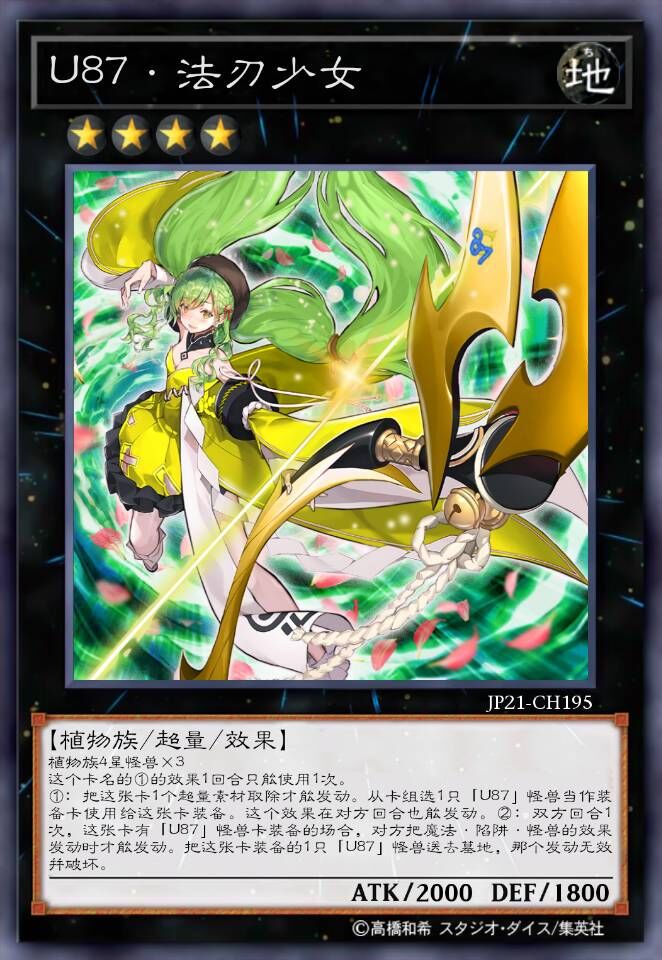 U87・法刃少女
ち
地
87
JP21-CH195
【植物族/超量/效果】
植物族4星怪兽×3
这个卡名的①的效果1回合只能使用1次。
①：把这张卡1个超量素材取除才能发动。从卡组选1只「U87」怪兽当作装
备卡使用给这张卡装备。这个效果在对方回合也能发动。②：双方回合1
次，这张卡有「U87」怪兽卡装备的场合，对方把魔法・陷阱・怪兽的效果
发动时才能发动。把这张卡装备的1只「U87」怪兽送去墓地，那个发动无效
并破坏。
ATK/2000 DEF/1800
©高橋和希 スタジオ・ダイス/集英社